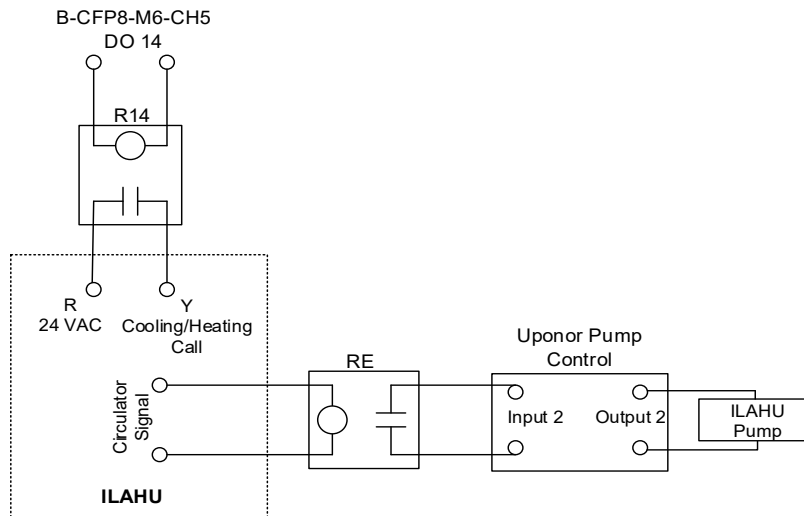 B-CFP8-M6-CH5
DO 14
R14
R
24 VAC
Y
Cooling/Heating
Call
Circulator
Signal
ILAHU
RE
Uponor Pump
Control
Input 2
Output 2
ILAHU
Pump